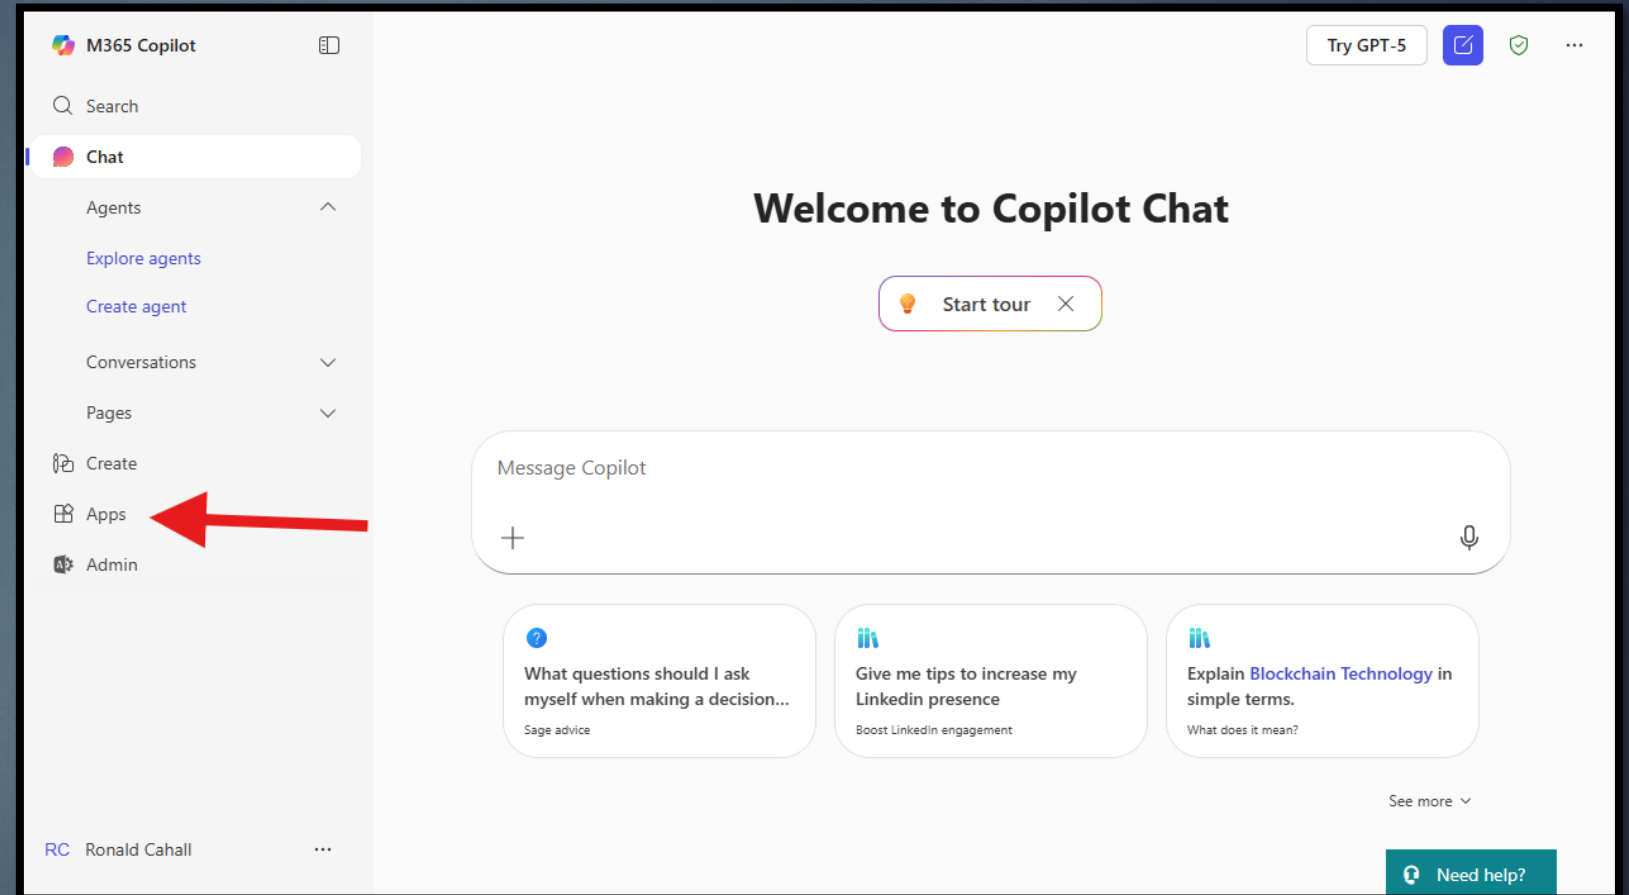 M365 Copilot
Search
Chat
Agents
Explore agents
Create agent
Conversations
Pages
Create
Apps
Admin
RC Ronald Cahall
Try GPT-5
Welcome to Copilot Chat
Start tour
Message Copilot
What questions should I ask
myself when making a decision...
Sage advice
Give me tips to increase my
Linkedin presence
Boost LinkedIn engagement
Explain Blockchain Technology in
simple terms.
What does it mean?
See more
Need help?